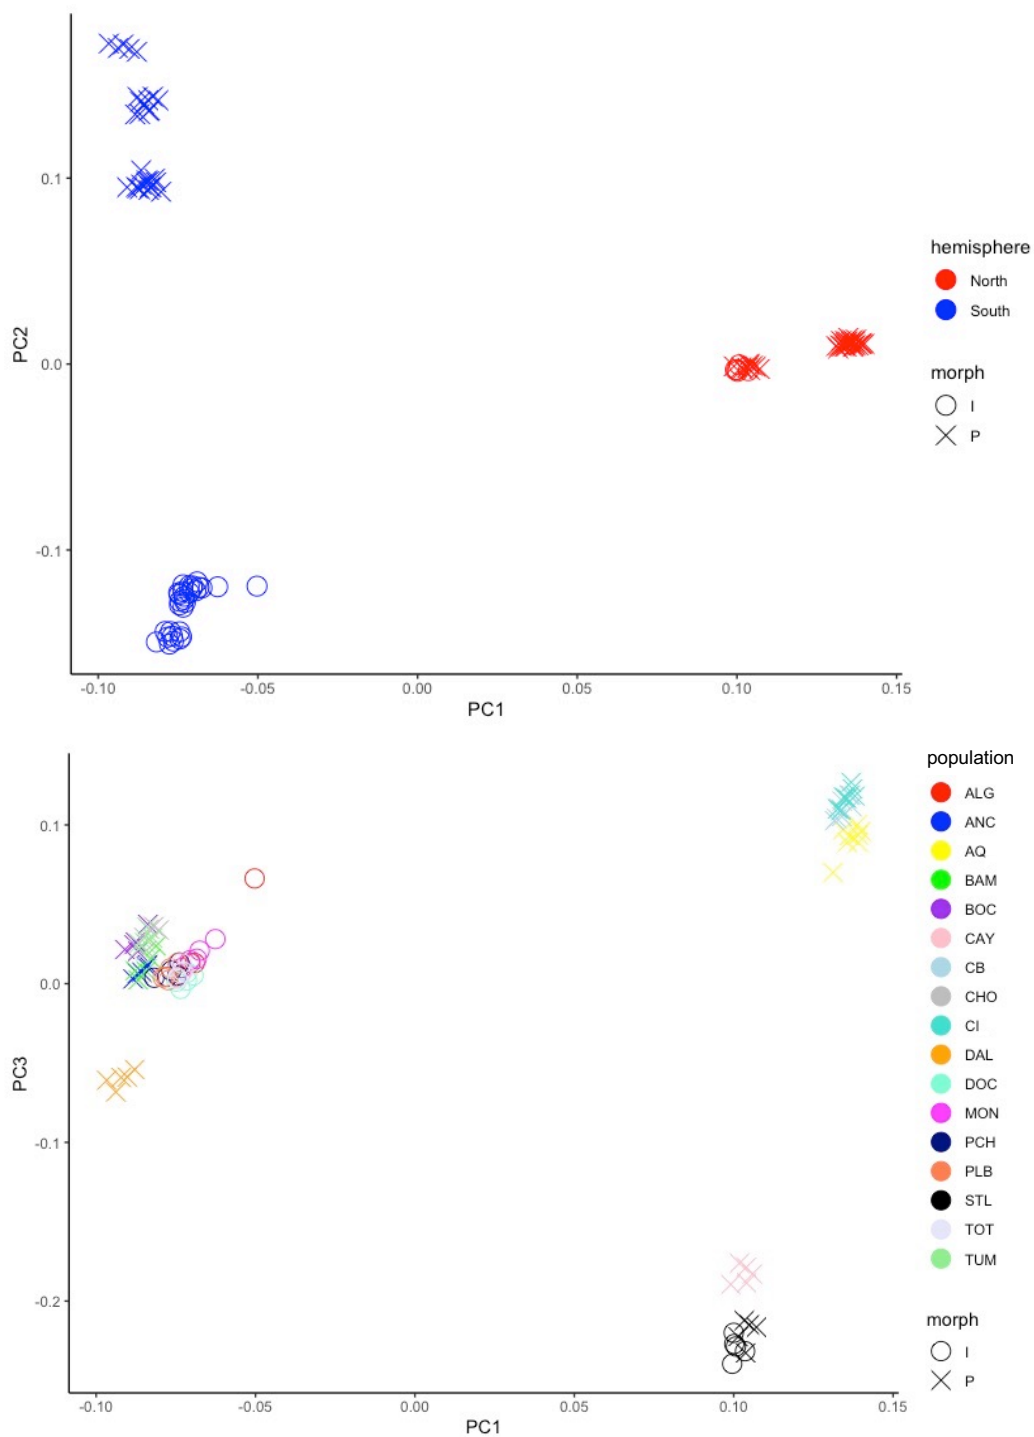 0.1
0.0
-0.1
PC2
-0.10
-0.05
0.00
0.05
0.10
0.15
PC1
hemisphere
North
South
morph
I
P
0.1
0.0
-0.1
-0.2
PC3
-0.10
-0.05
0.00
0.05
0.10
0.15
PC1
population
ALG
ANC
AQ
BAM
BOC
CAY
CB
CHO
CI
DAL
DOC
MON
PCH
PLB
STL
TOT
TUM
morph
I
P